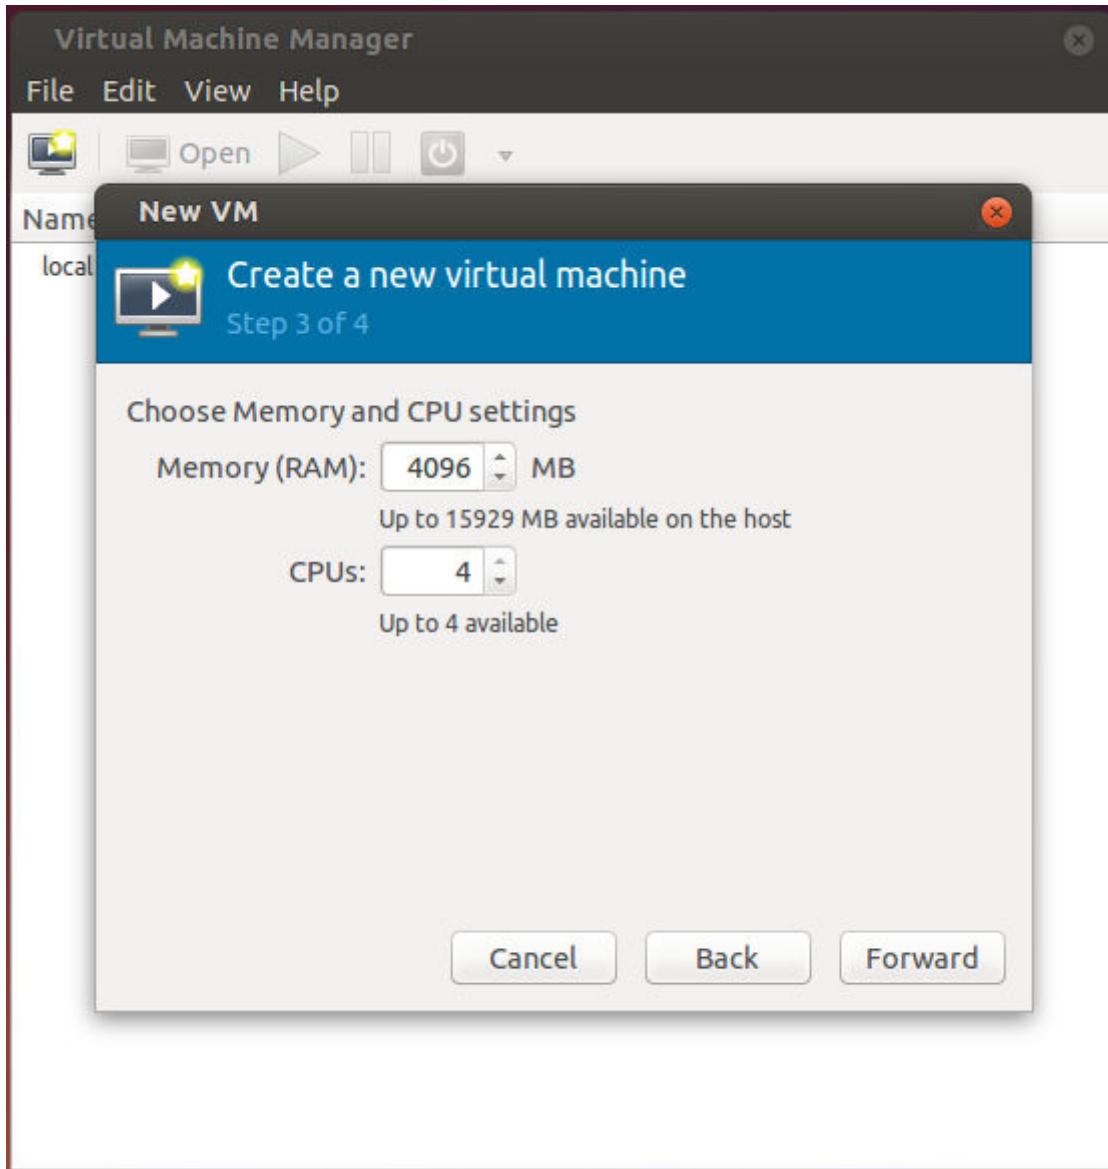 Virtual Machine Manager
File Edit View Help
Open
Name
local
New VM
Create a new virtual machine
Step 3 of 4
Choose Memory and CPU settings
Memory (RAM): 4096 MB
Up to 15929 MB available on the host
CPUs: 4
Up to 4 available
Cancel Back Forward